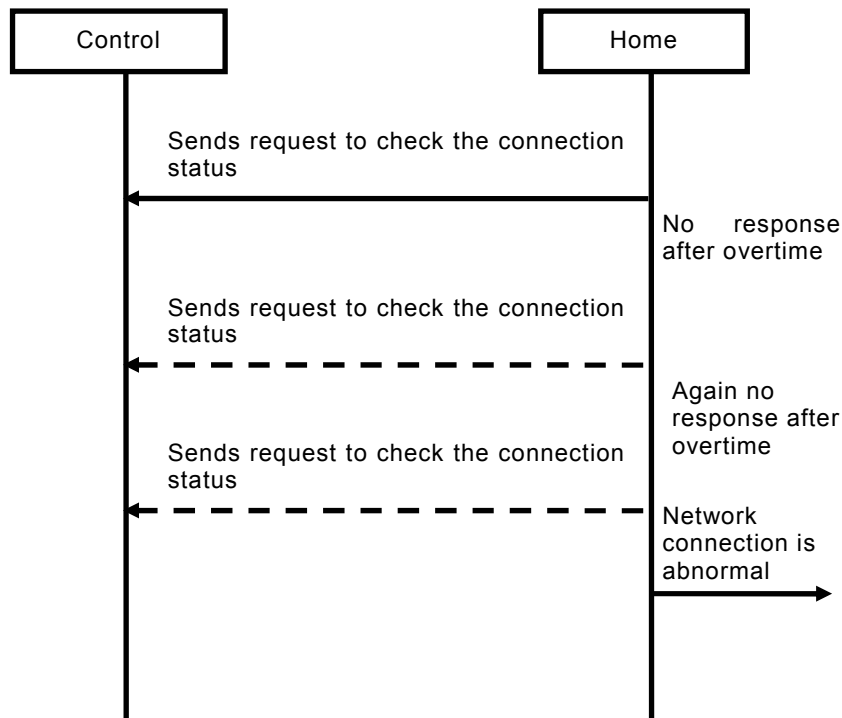 Control
Home
Sends request to check the connection
status
No response
after overtime
Sends request to check the connection
status
Again no
response after
overtime
Sends request to check the connection
status
Network
connection is
abnormal